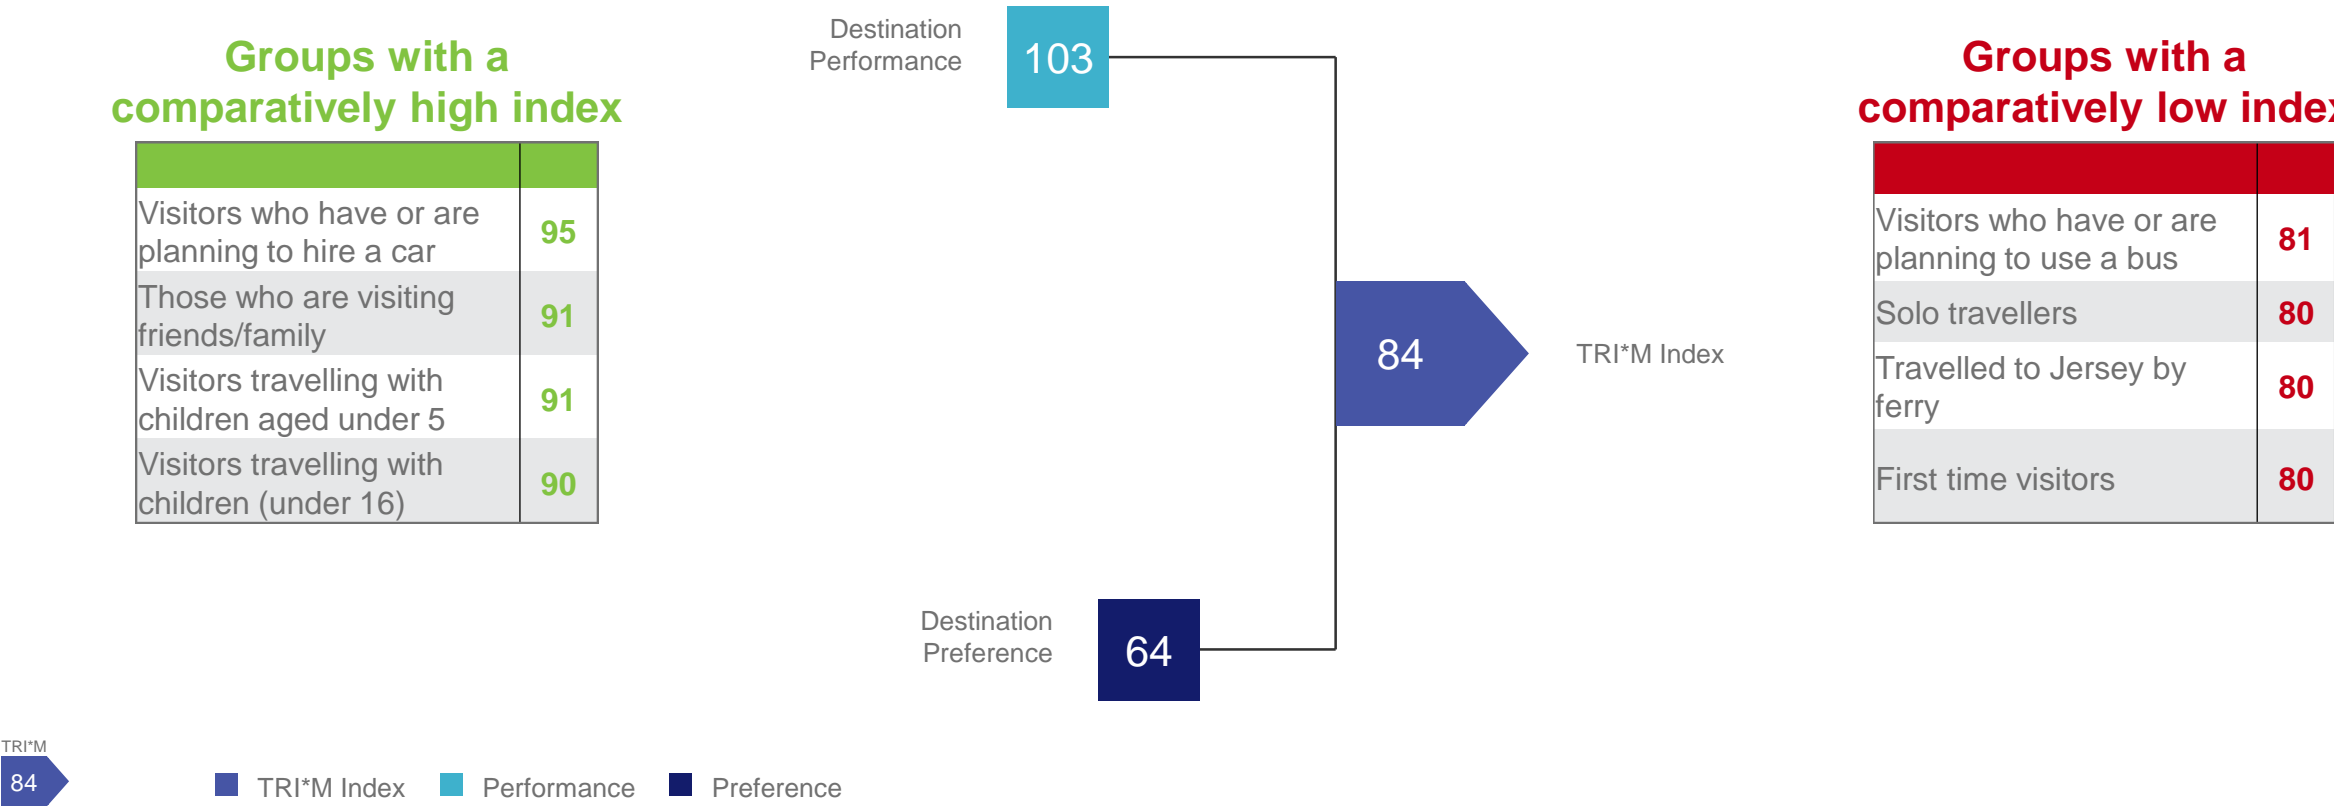 Groups with a
comparatively high index
Visitors who have or are
planning to hire a car
95
Those who are visiting
friends/family
91
Visitors travelling with
children aged under 5
91
Visitors travelling with
children (under 16)
90
Destination
Performance
103
84
TRI*M Index
Destination
Preference
64
Groups with a
comparatively low index
Visitors who have or are
planning to use a bus
81
Solo travellers
80
Travelled to Jersey by
ferry
80
First time visitors
80
TRI*M
84
TRI*M Index
Performance
Preference